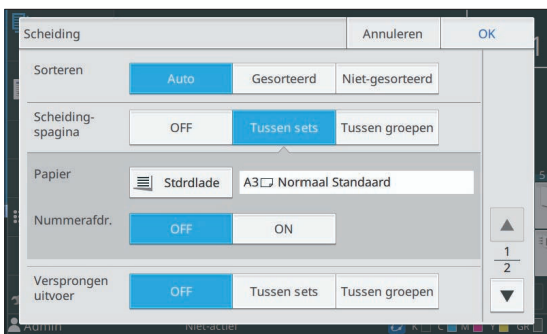 Scheiding
Annuleren
OK
Sorteren
Auto
Gesorteerd
Niet-gesorteerd
Scheiding-
spagina
OFF
Tussen sets
Tussen groepen
Papier
Stdrdlade
A3 Normaal Standaard
Nummerafdr.
OFF
ON
1
2
Versprongen
uitvoer
OFF
Tussen sets
Tussen groepen
Admin
Niet-actief
K C M Y GR